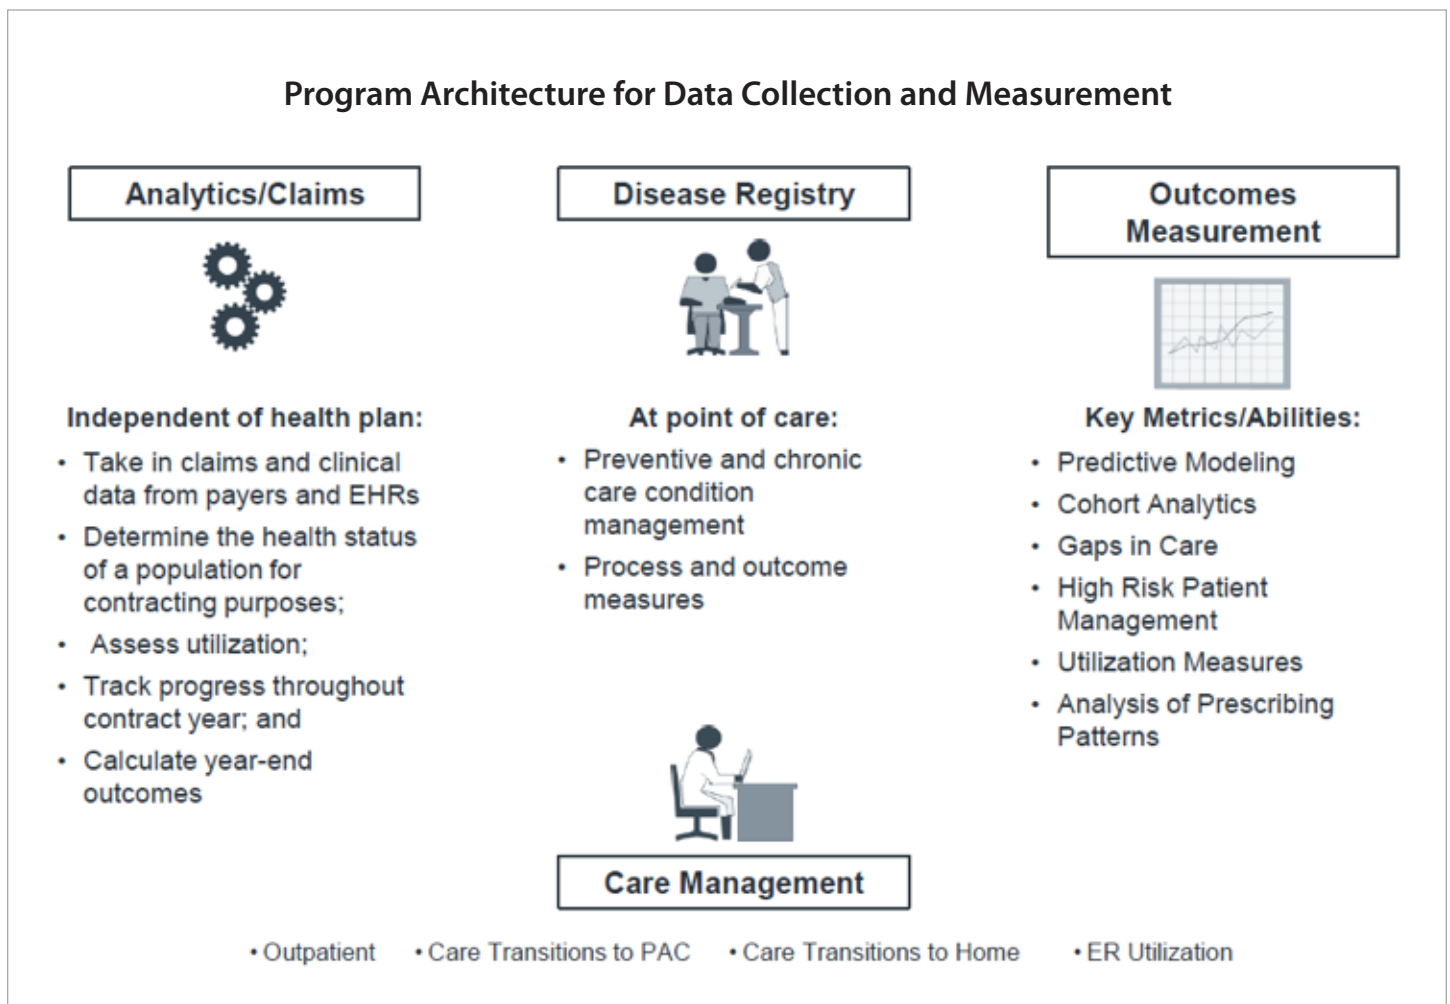 Program Architecture for Data Collection and Measurement
Analytics/Claims
Independent of health plan:
• Take in claims and clinical
data from payers and EHRs
• Determine the health status
of a population for
contracting purposes;
• Assess utilization;
• Track progress throughout
contract year; and
• Calculate year-end
outcomes
Disease Registry
At point of care:
• Preventive and chronic
care condition
management
• Process and outcome
measures
Outcomes
Measurement
Key Metrics/Abilities:
• Predictive Modeling
• Cohort Analytics
• Gaps in Care
• High Risk Patient
Management
• Utilization Measures
• Analysis of Prescribing
Patterns
Care Management
• Outpatient • Care Transitions to PAC • Care Transitions to Home • ER Utilization